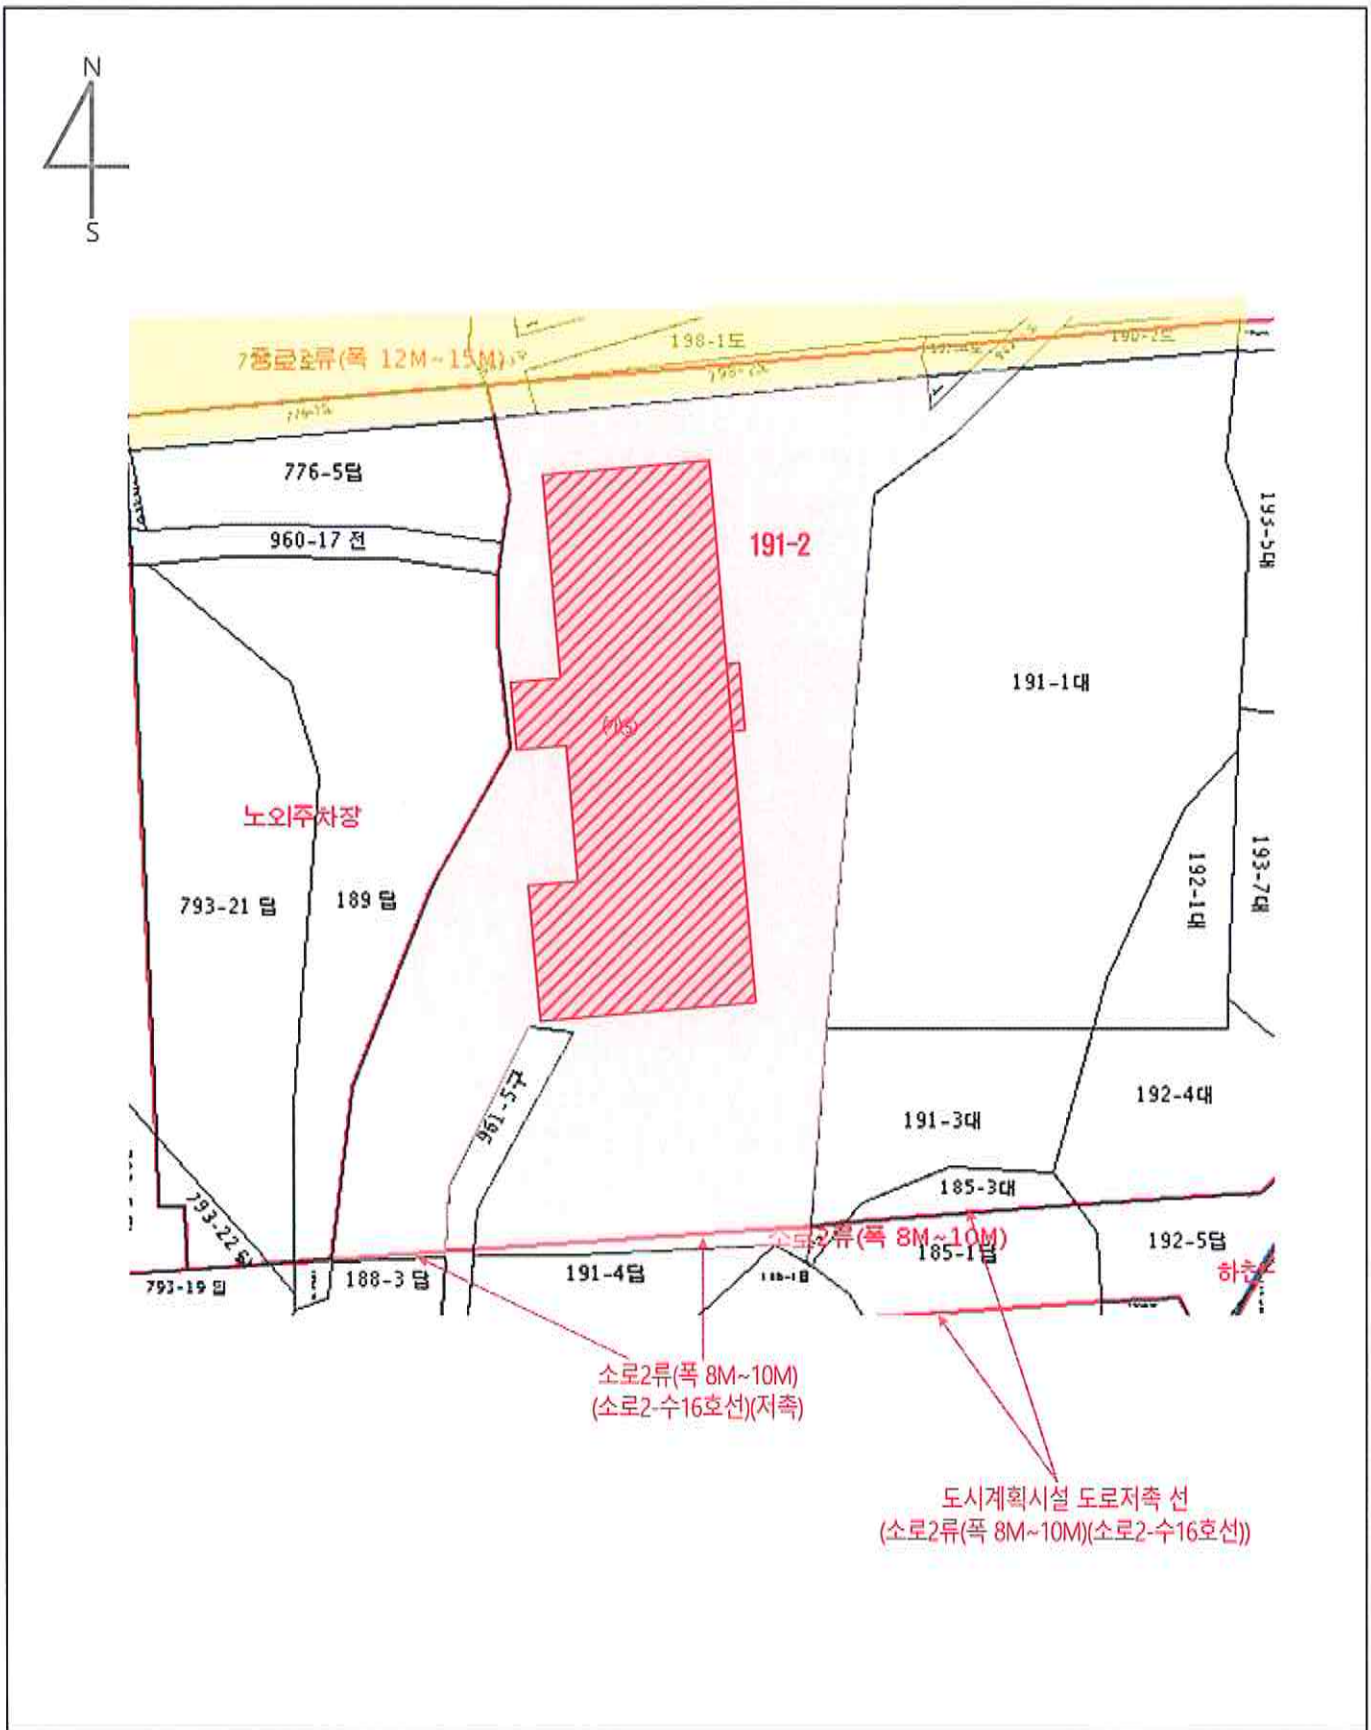 N
S
198-1도
190-2도
중로2류(폭 12M~15M)
776-5답
960-17 전
191-2
193-5대
191-1대
(가,5)
노외주차장
793-21 답
189 답
192-1대
193-7대
961-5구
192-4대
191-3대
185-3대
793-22 답
소로2류(폭 8M~10M)
185-1답
192-5답
하천
793-19 답
188-3 답
191-4답
소로2류(폭 8M~10M)
(소로2-수16호선)(저촉)
도시계획시설 도로저촉 선
(소로2류(폭 8M~10M)(소로2-수16호선))